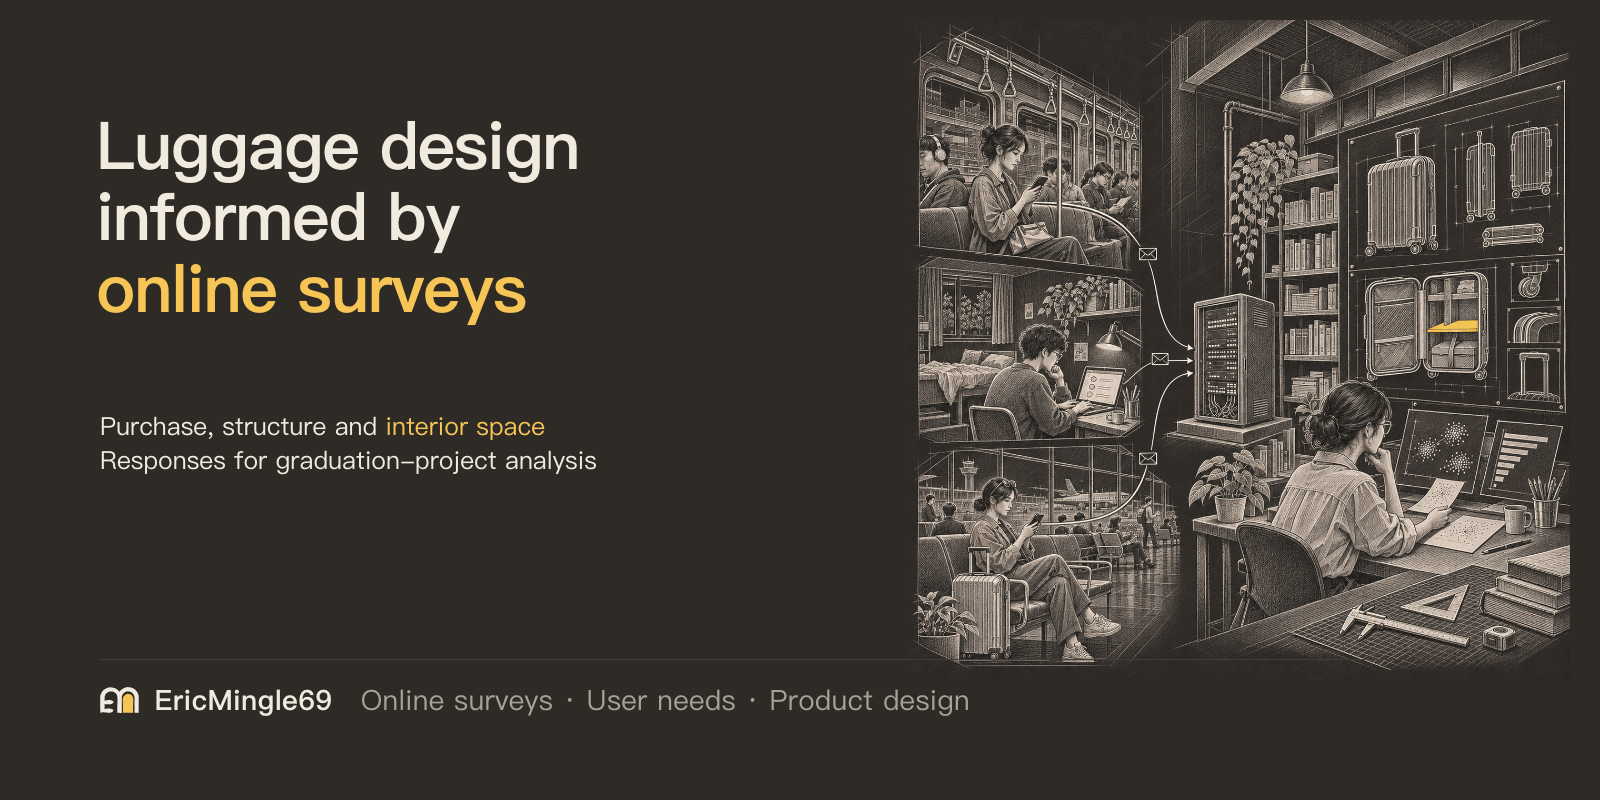 Luggage design
informed by
online surveys
Purchase, structure and interior space
Responses for graduation–project analysis
EricMingle69 Online surveys · User needs · Product design